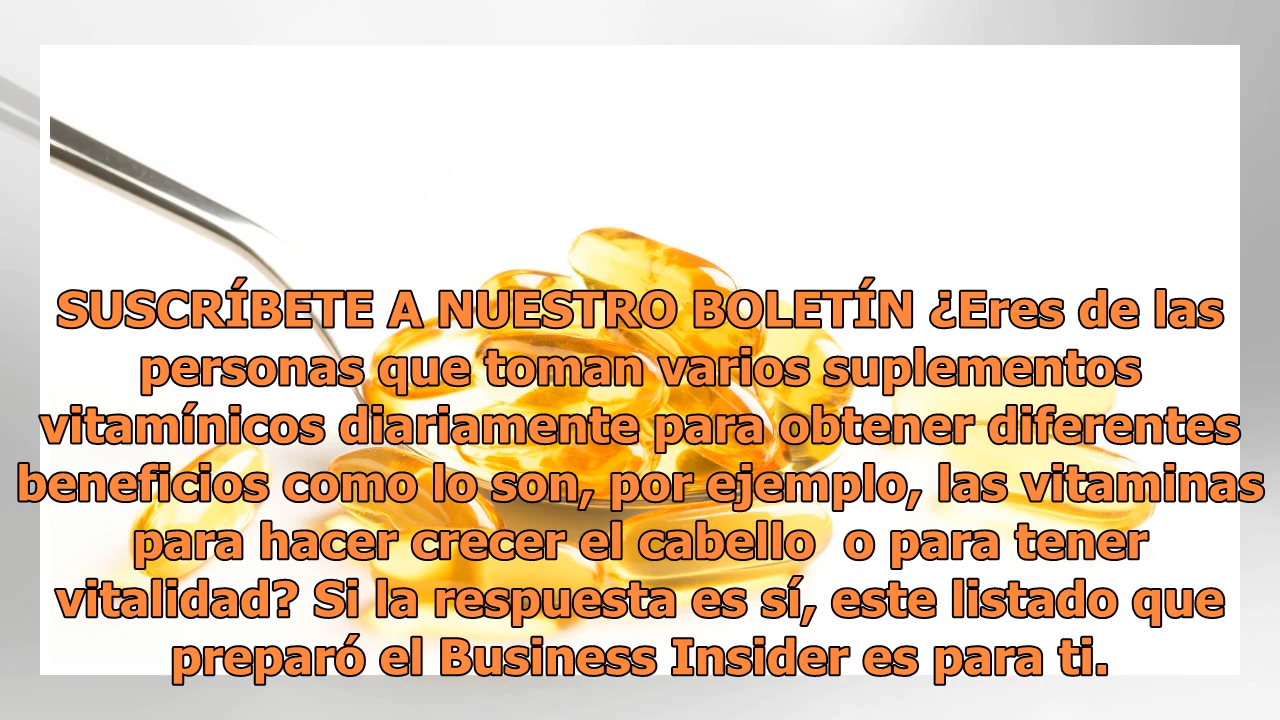 SUSCRÍBETE A NUESTRO BOLETÍN ¿Eres de las
personas que toman varios suplementos
vitamínicos diariamente para obtener diferentes
beneficios como lo son, por ejemplo, las vitaminas
para hacer crecer el cabello  o para tener
vitalidad? Si la respuesta es sí, este listado que
preparó el Business Insider es para ti.